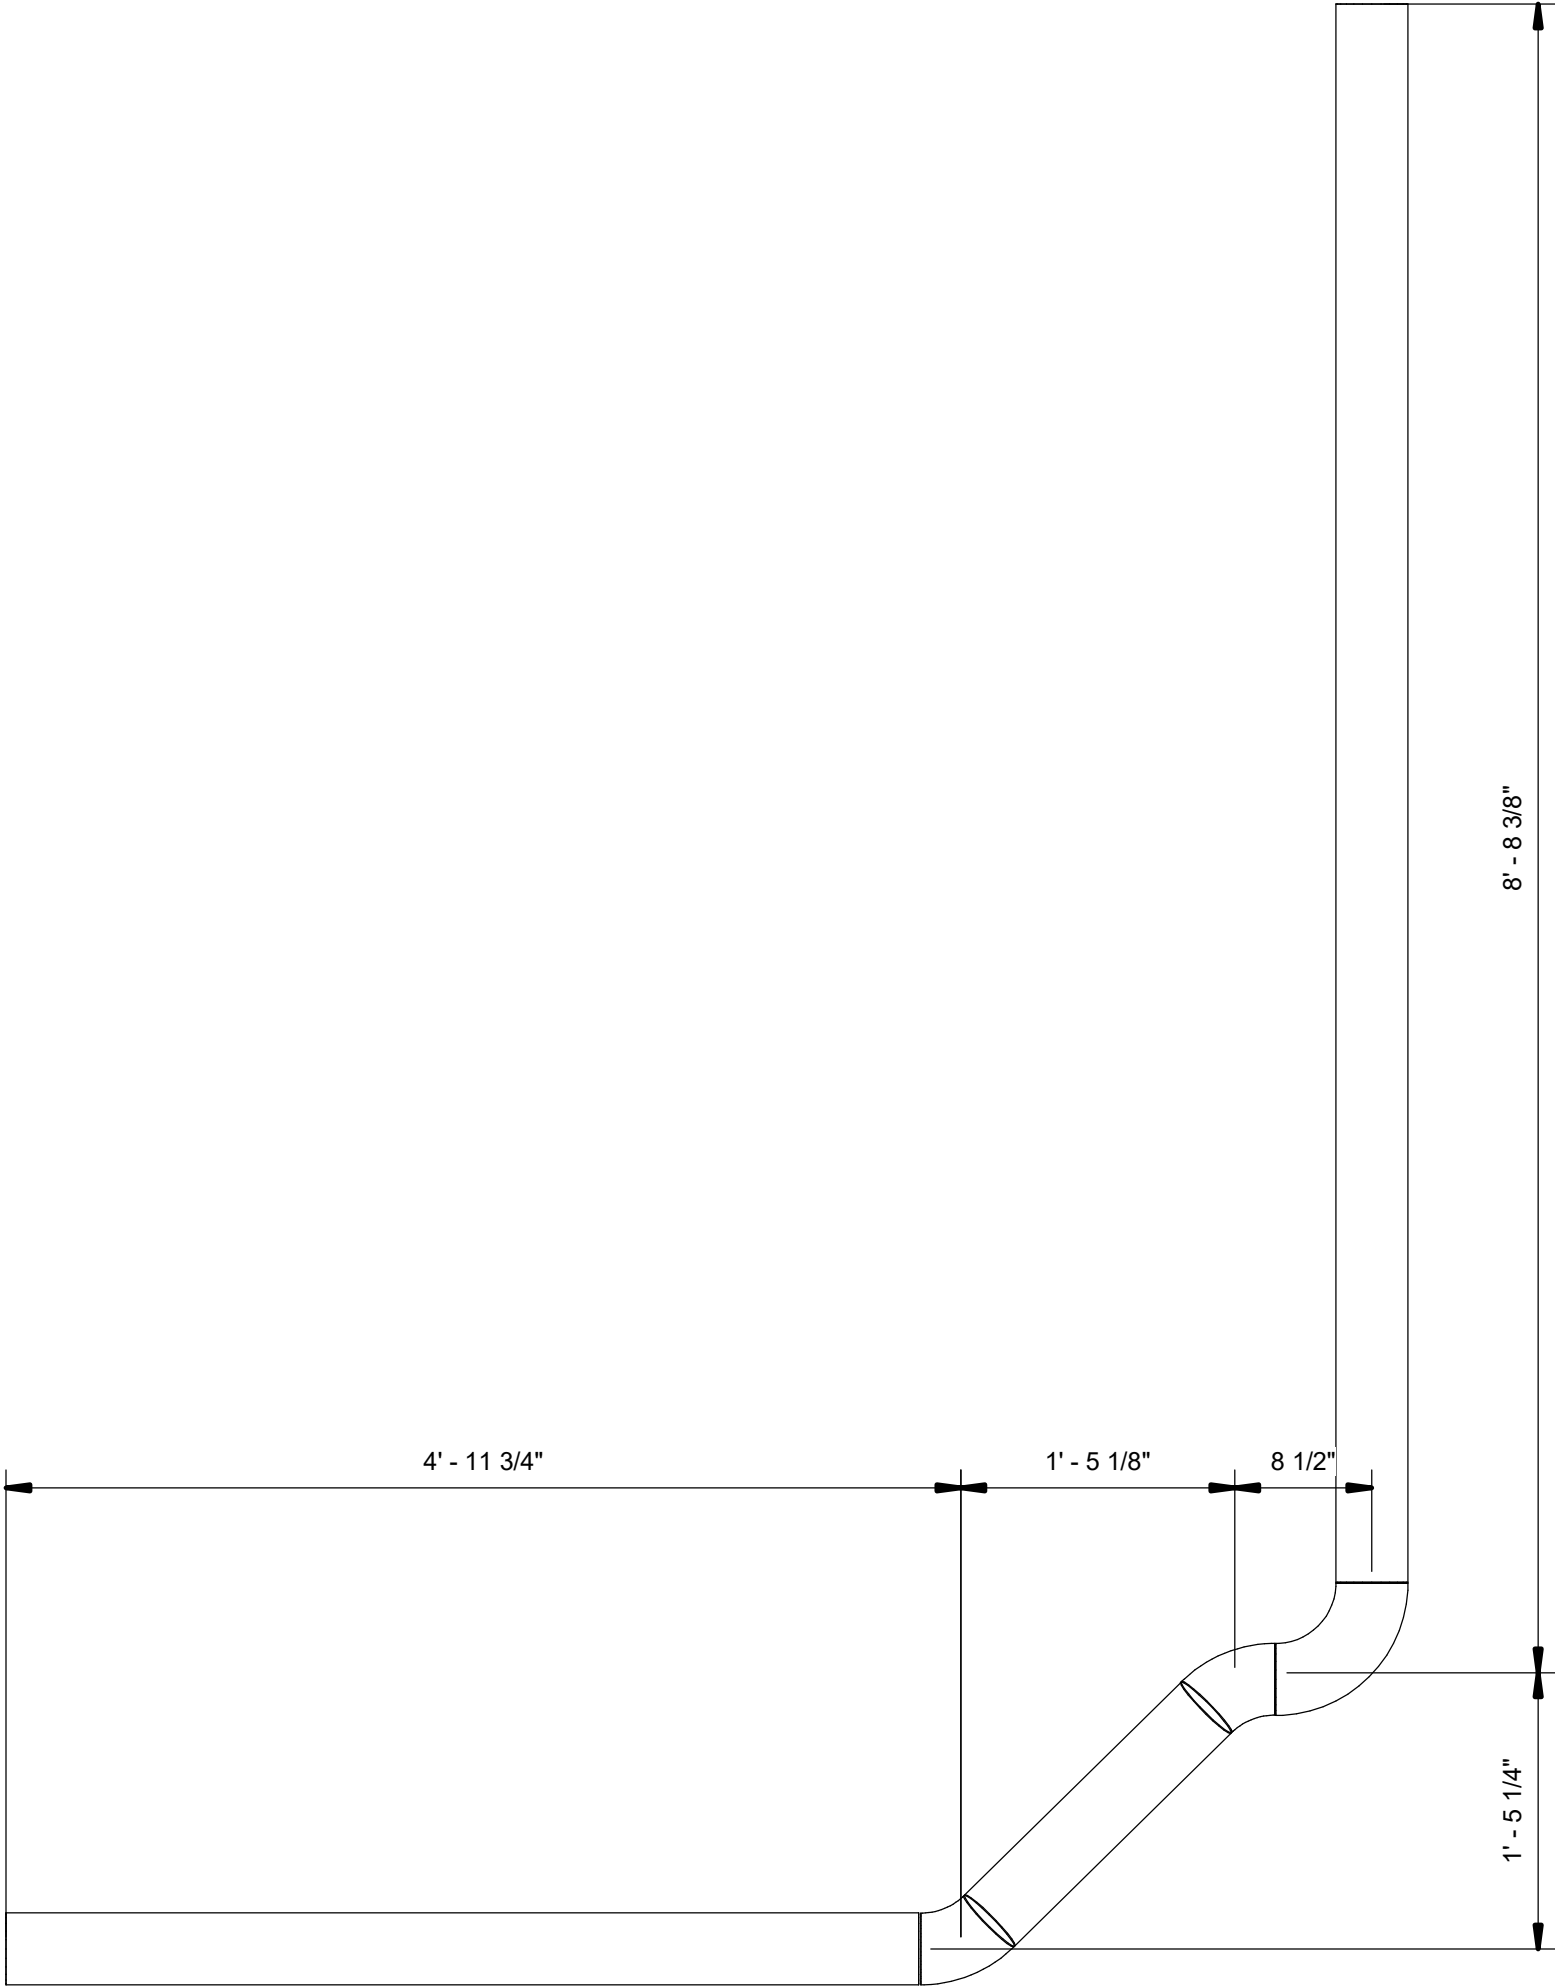 8' - 8 3/8"
4' - 11 3/4"
1' - 5 1/8"
8 1/2"
1' - 5 1/4"